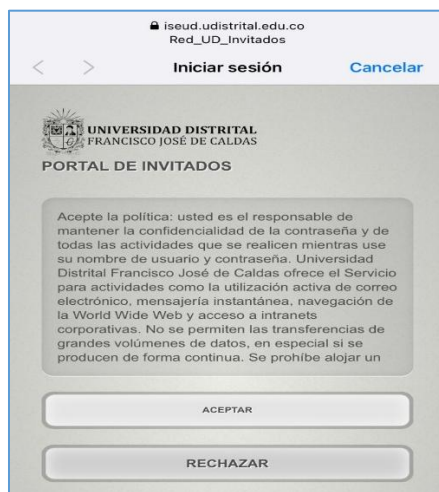 iseud.udistrital.edu.co
Red_UD_Invitados
Iniciar sesión Cancelar
UNIVERSIDAD DISTRITAL
FRANCISCO JOSÉ DE CALDAS
PORTAL DE INVITADOS
Acepte la política: usted es el responsable de
mantener la confidencialidad de la contraseña y de
todas las actividades que se realicen mientras use
su nombre de usuario y contraseña. Universidad
Distrital Francisco José de Caldas ofrece el Servicio
para actividades como la utilización activa de correo
electrónico, mensajería instantánea, navegación de
la World Wide Web y acceso a intranets
corporativas. No se permiten las transferencias de
grandes volúmenes de datos, en especial si se
producen de forma continua. Se prohíbe alojar un
ACEPTAR
RECHAZAR